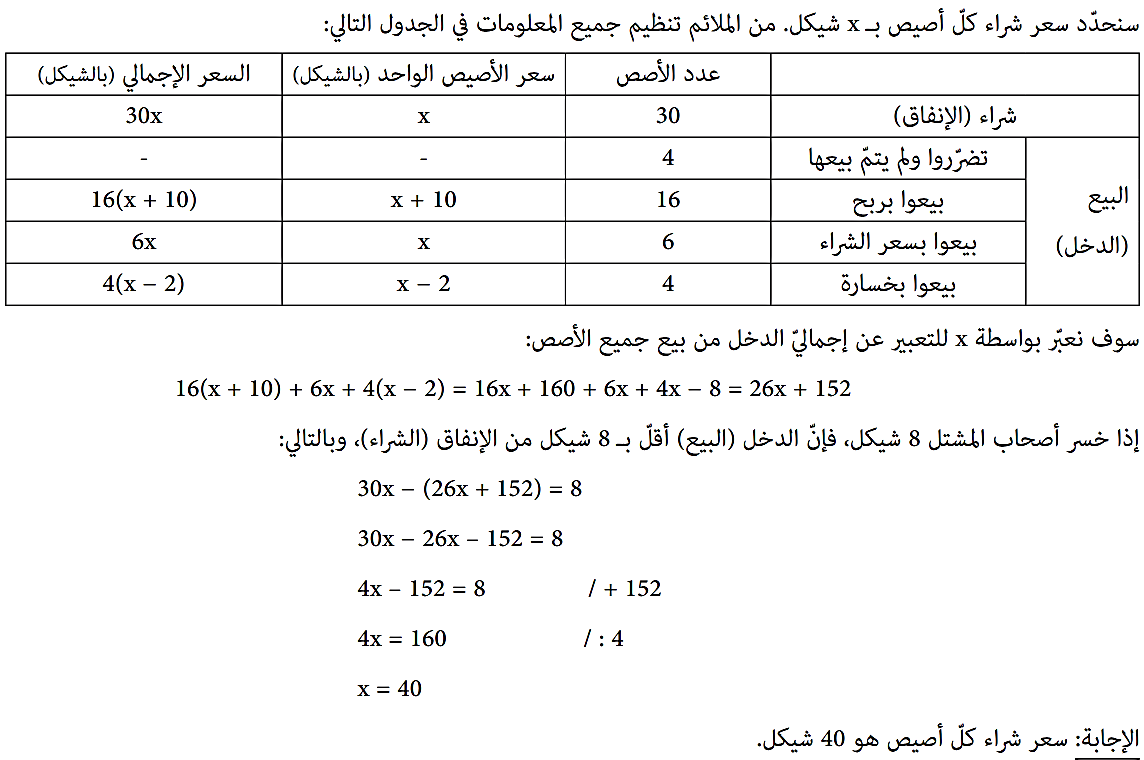 سنحدّد سعر شراء كلّ أصيص بـ x شيكل. من الملائم تنظيم جميع المعلومات في الجدول التالي:
عدد الأصص سعر الأصيص الواحد (بالشيكل) السعر الإجمالي (بالشيكل)
شراء (الإنفاق) 30 x 30x
البيع (الدخل)
تضرّروا ولم يتمّ بيعها 4 - -
بيعوا بربح 16 x + 10 16(x + 10)
بيعوا بسعر الشراء 6 x 6x
بيعوا بخسارة 4 x – 2 4(x – 2)
سوف نعبّر بواسطة x للتعبير عن إجماليّ الدخل من بيع جميع الأصص:
16(x + 10) + 6x + 4(x – 2) = 16x + 160 + 6x + 4x – 8 = 26x + 152
إذا خسر أصحاب المشتل 8 شيكل، فإنّ الدخل (البيع) أقلّ بـ 8 شيكل من الإنفاق (الشراء)، وبالتالي:
30x – (26x + 152) = 8
30x – 26x – 152 = 8
4x – 152 = 8 / + 152
4x = 160 / : 4
x = 40
الإجابة: سعر شراء كلّ أصيص هو 40 شيكل.